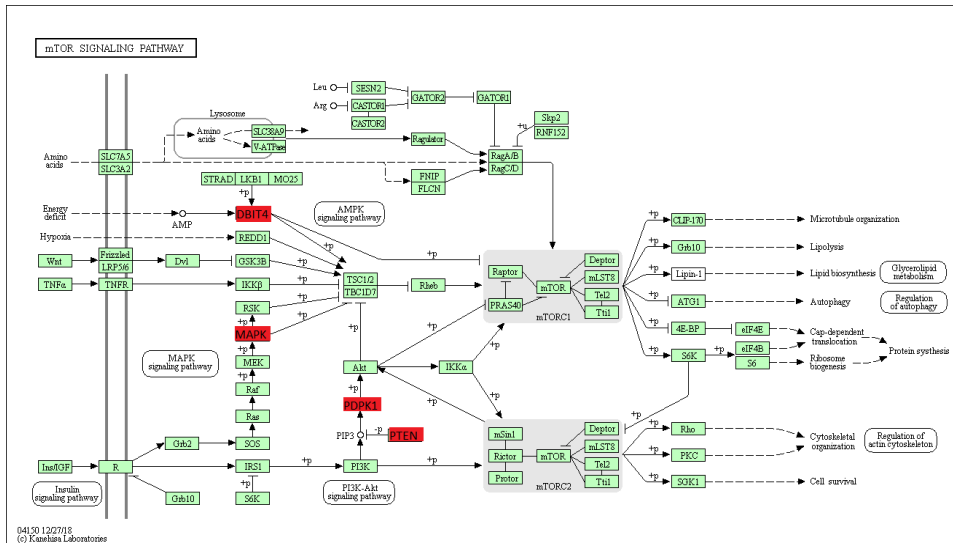 mTOR SIGNALING PATHWAY
Leu
SESN2
GATOR2
GATOR1
Arg
CASTOR1
CASTOR2
Skp2
RNF152
+u
Lysosome
Amino
acids
SLC38A9
V-ATPase
Ragulator
RagA/B
RagC/D
Amino
acids
SLC7A5
SLC3A2
FNIP
FLCN
STRAD
LKB1
MO25
+p
Energy
deficit
AMP
DBIT4
AMPK
signaling pathway
+p
+p
+p
Hypoxia
REDD1
Wnt
Frizzled
LRP5/6
Dvl
GSK3B
+p
TNFα
TNFR
IKKβ
+p
TSC1/2
TBC1D7
Rheb
RSK
+p
+p
MAPK
+p
+p
MAPK
signaling pathway
MEK
+p
Raf
Ras
Grb2
SOS
Ins/IGF
R
IRS1
+p
PI3K
+p
Insulin
signaling pathway
Grb10
+p
S6K
PI3K-Akt
signaling pathway
+p
Akt
+p
PDPK1
PIP3
-p
PTEN
IKKα
+p
+p
+p
+p
Raptor
Deptor
mLST8
mTOR
Tel2
Tti1
PRAS40
mTORC1
mSin1
Rictor
Protor
Deptor
mLST8
mTOR
Tel2
Tti1
mTORC2
+p
CLIP-170
Microtubule organization
+p
Grb10
Lipolysis
+p
Lipin-1
Lipid biosynthesis
Glycerolipid
metabolism
+p
ATG1
Autophagy
Regulation
of autophagy
+p
4E-BP
eIF4E
Cap-dependent
translocation
+p
S6K
+p
eIF4B
S6
Ribosome
biogenesis
Protein systhesis
+p
+p
Rho
+p
PKC
Cytoskeletal
organization
Regulation of
actin cytoskeleton
+p
SGK1
Cell survival
04150 12/27/18
(c) Kanehisa Laboratories